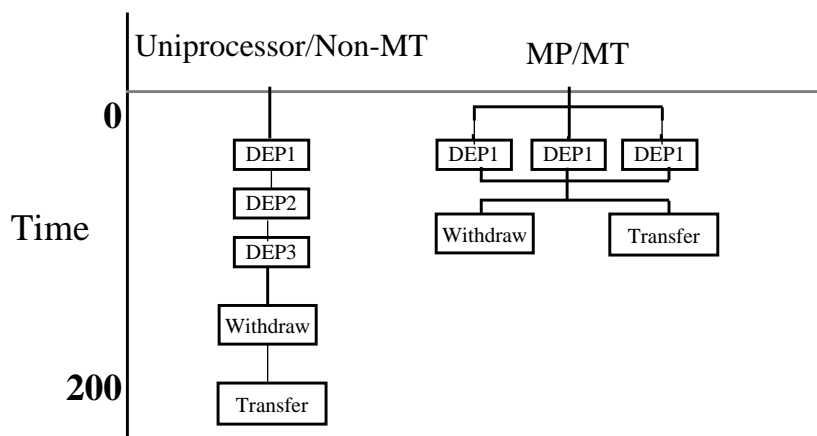 Uniprocessor/Non-MT
MP/MT
0
DEP1
DEP1
DEP1
DEP1
DEP2
Time
Withdraw
Transfer
DEP3
Withdraw
200
Transfer